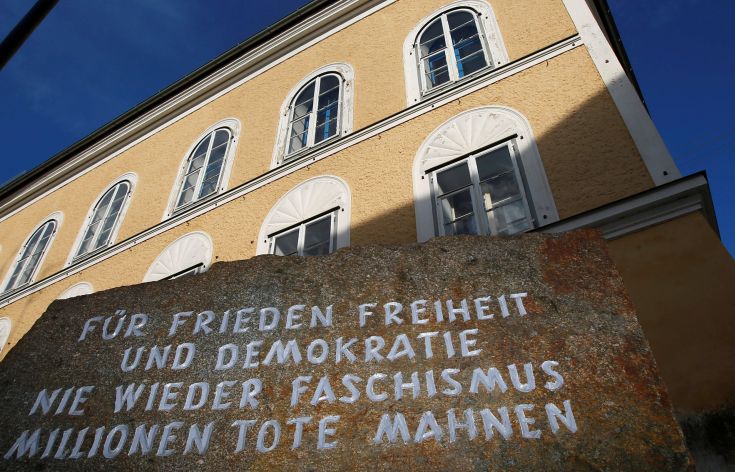 FÜR FRIEDEN FREIHEIT
UND DEMOKRATIE
NIE WIEDER FASCHISMUS
MILLIONEN TOTE MAHNEN